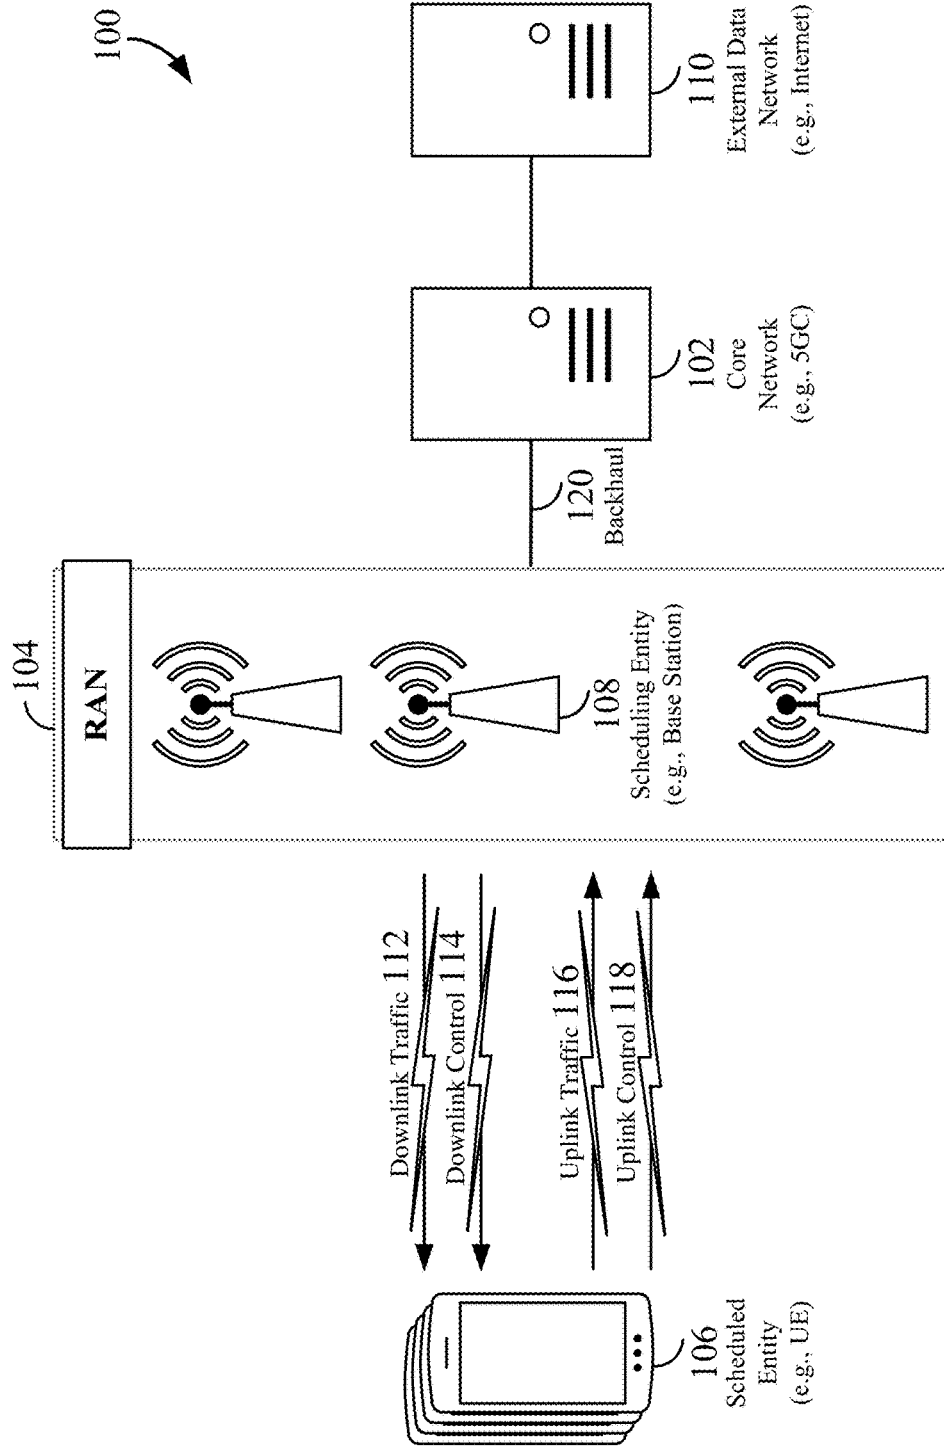 100
104
RAN
Downlink Traffic 112
Downlink Control 114
Uplink Traffic 116
Uplink Control 118
106
Scheduled
Entity
(e.g., UE)
108
Scheduling Entity
(e.g., Base Station)
120
Backhaul
102
Core
Network
(e.g., 5GC)
110
External Data
Network
(e.g., Internet)